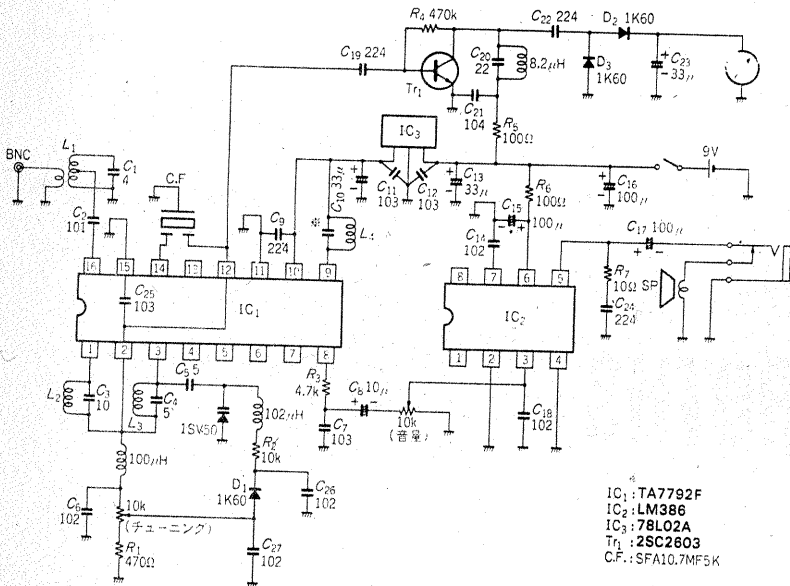 R4 470k
C22 224
D2 1K60
C19 224
C20
22
8.2μH
D3
1K60
C23
33μ
Tr1
C21
104
R5
100Ω
IC3
BNC
L1
C1
4
C.F
C2
101
C10 33μ
C11
103
C12
103
C13
33μ
R6
100Ω
C16
100μ
9V
C9
224
※
L4
C15
100μ
C14
102
C17 100μ
16
15
14
13
12
11
10
9
C25
103
IC1
1
2
3
4
5
6
7
8
8
7
6
5
IC2
1
2
3
4
R7
10Ω
SP
C24
224
L2
C3
10
L3
C4
5
C5 5
1SV50
102μH
R2
10k
R3
4.7k
C8 10μ
C7
103
10k
(音量)
C18
102
100μH
C6
102
10k
(チューニング)
R1
470Ω
D1
1K60
C26
102
C27
102
IC1 : TA7792F
IC2 : LM386
IC3 : 78L02A
Tr1 : 2SC2603
C.F. : SFA10.7MF5K